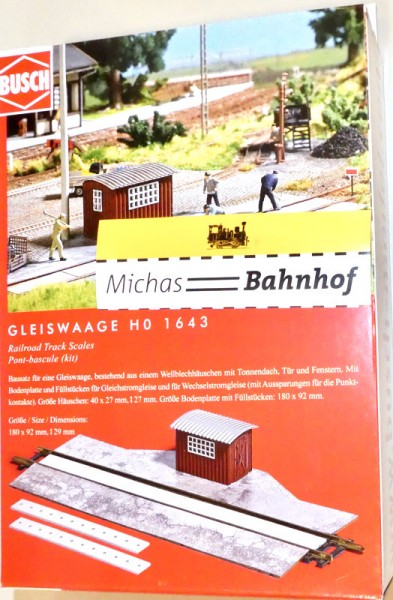 BUSCH
Michas Bahnhof
GLEISWAAGE H0 1643
Railroad Track Scales
Pont-bascule (kit)
Bausatz für eine Gleiswaage, bestehend aus einem Wellblechhäuschen mit Tonnendach, Tür und Fenstern. Mit
Bodenplatte und Füllstücken für Gleichstromgleise und für Wechselstromgleise (mit Aussparungen für die Punkt-
kontakte). Größe Häuschen: 40 x 27 mm, 127 mm. Größe Bodenplatte mit Füllstücken: 180 x 92 mm.
Größe / Size / Dimensions:
180 x 92 mm, 129 mm